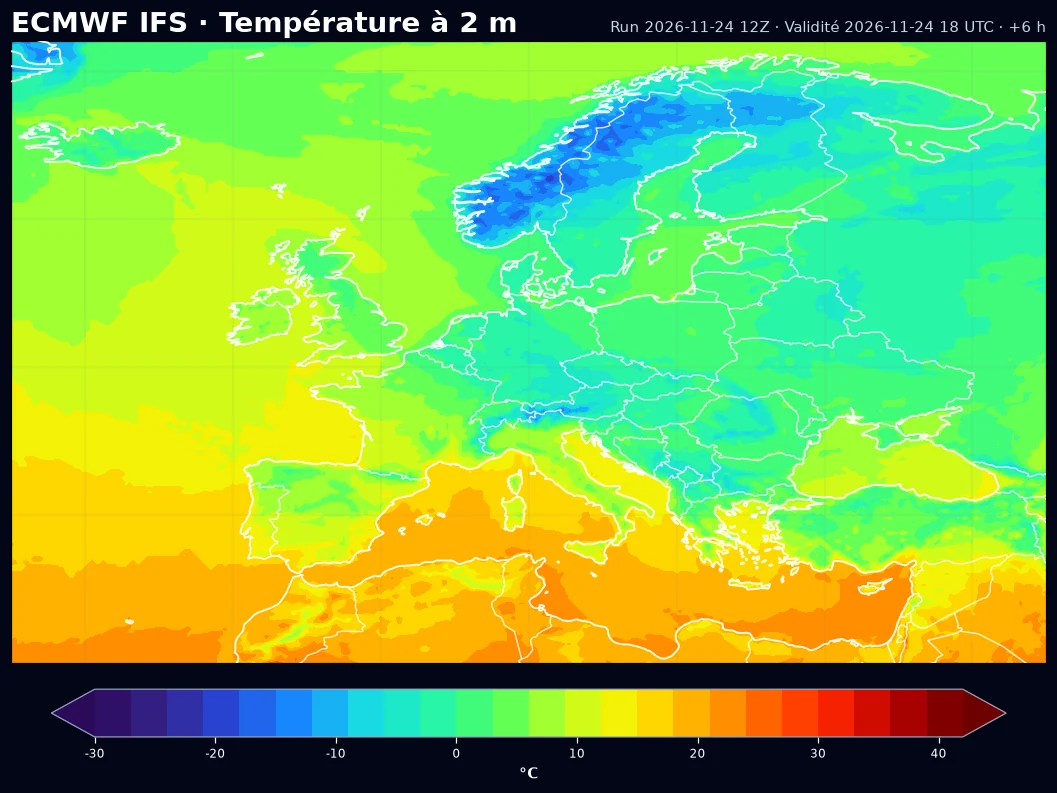 ECMWF IFS · Température à 2 m
Run 2026-11-24 12Z · Validité 2026-11-24 18 UTC · +6 h
-30 -20 -10 0 10 20 30 40
°C